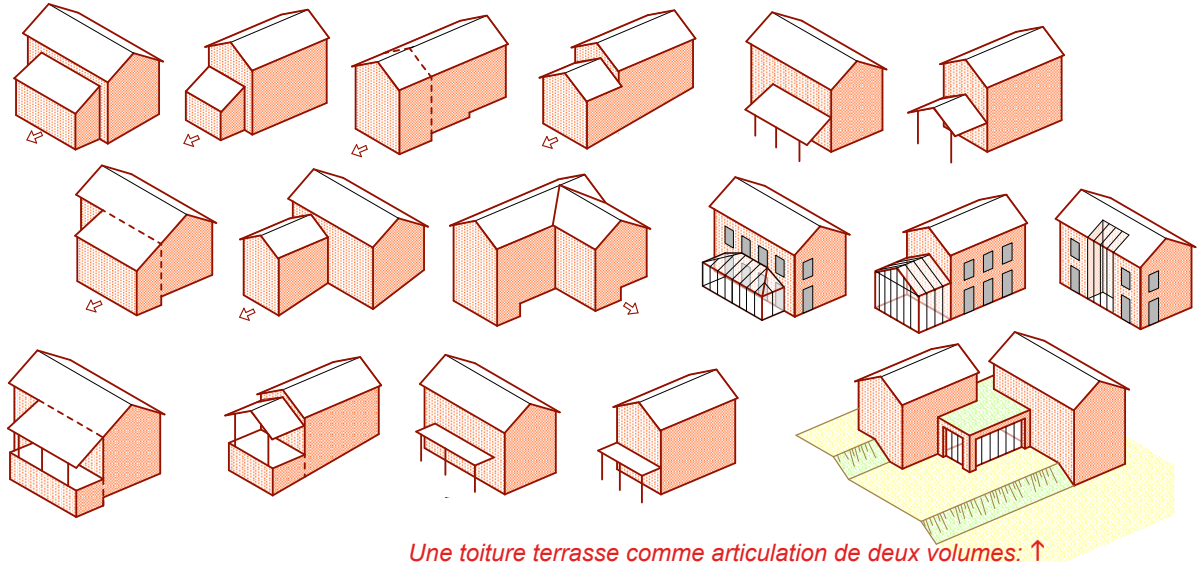 Une toiture terrasse comme articulation de deux volumes: ↑